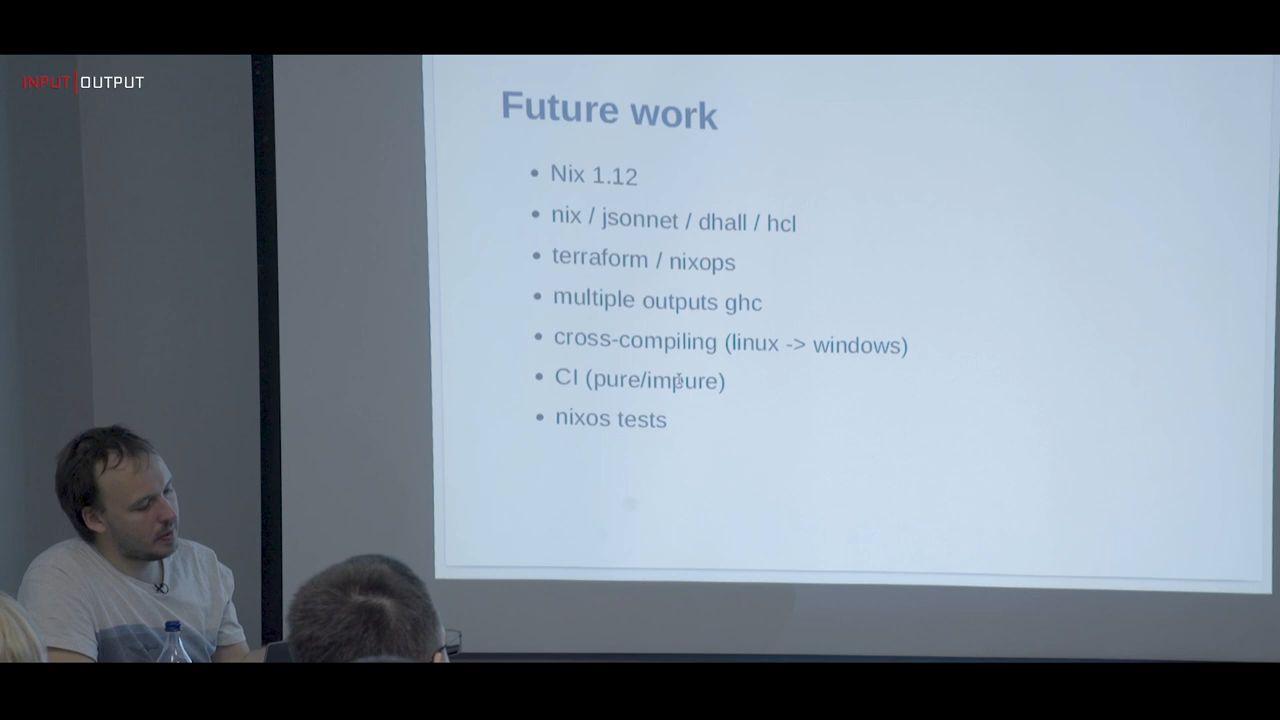 INPUT|OUTPUT
Future work
• Nix 1.12
• nix / jsonnet / dhall / hcl
• terraform / nixops
• multiple outputs ghc
• cross-compiling (linux -> windows)
• CI (pure/impure)
• nixos tests